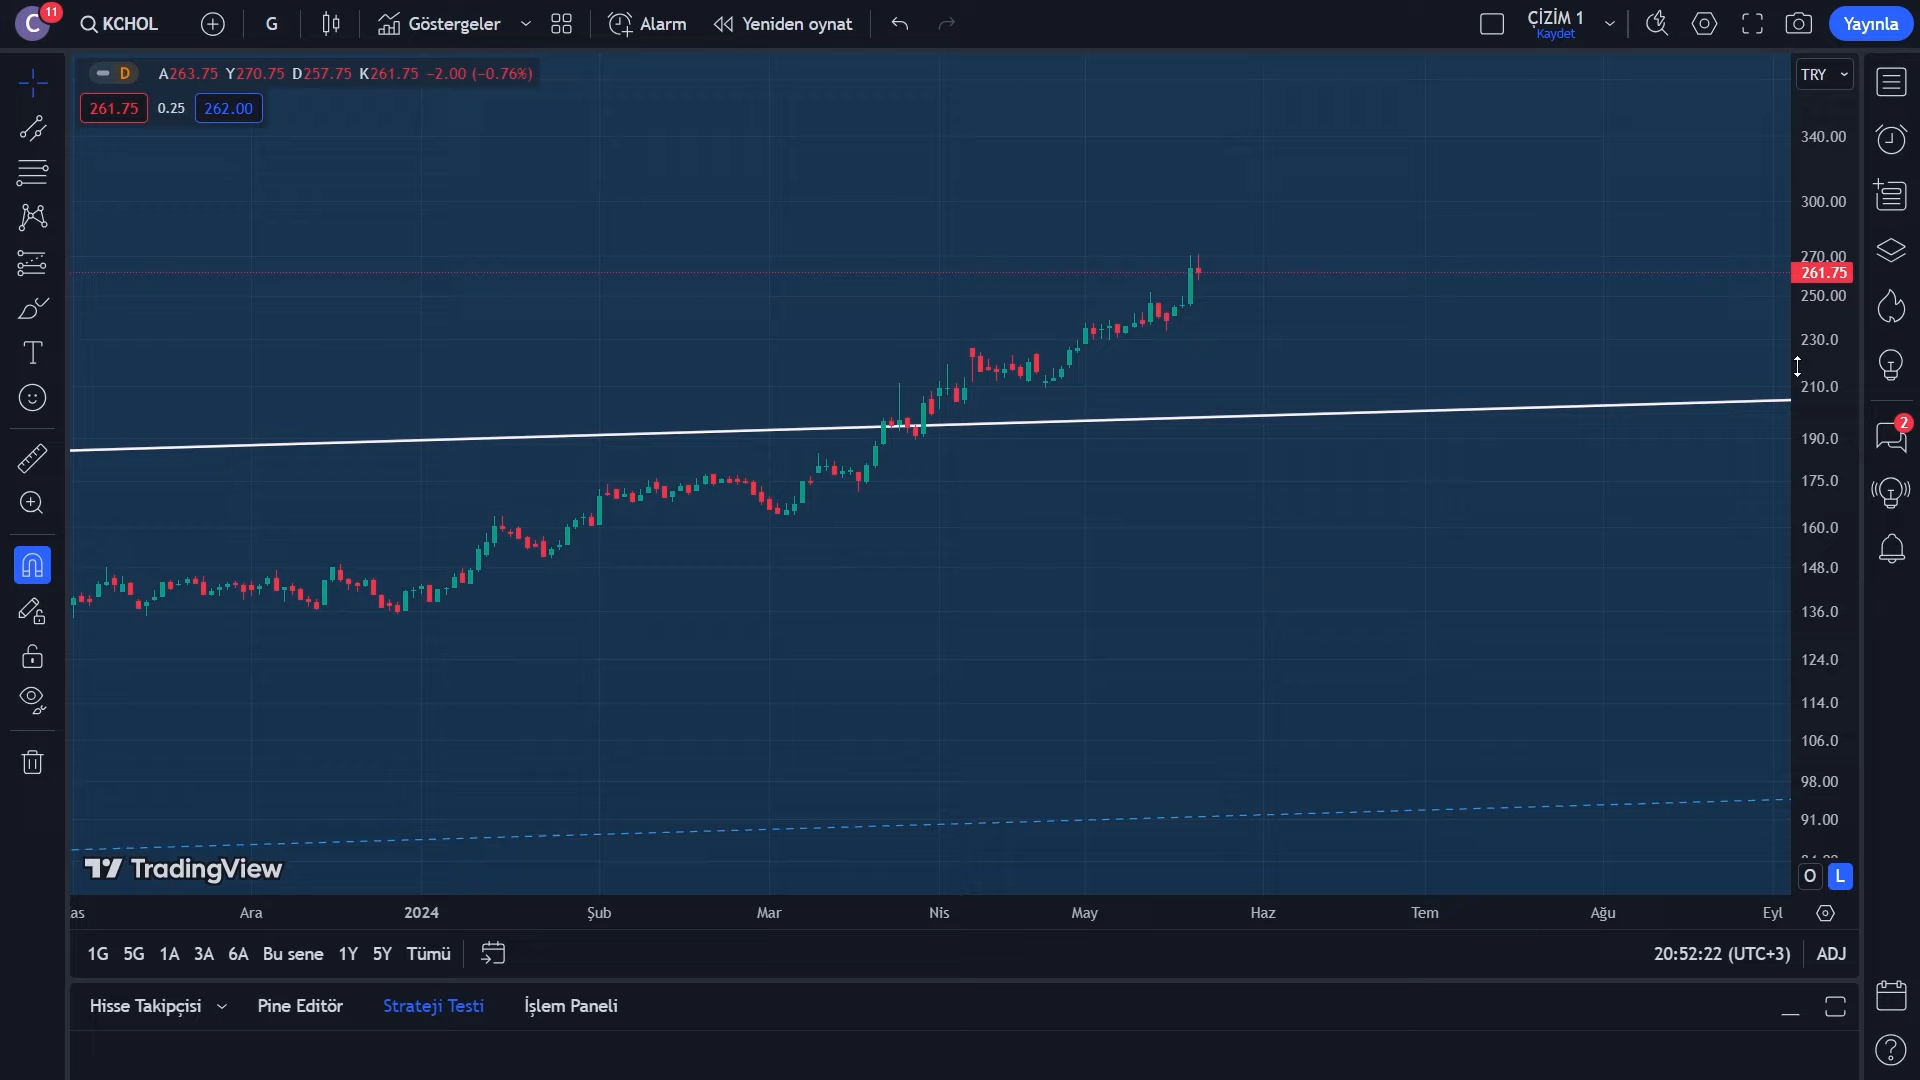 C 11 KCHOL G Göstergeler Alarm Yeniden oynat ÇİZİM 1 Kaydet Yayınla
D A263.75 Y270.75 D257.75 K261.75 −2.00 (−0.76%) TRY
261.75 0.25 262.00
340.00
300.00
270.00
261.75
250.00
230.0
210.0
2
190.0
175.0
160.0
148.0
136.0
124.0
114.0
106.0
98.00
91.00
TradingView
O L
as Ara 2024 Şub Mar Nis May Haz Tem Ağu Eyl
1G 5G 1A 3A 6A Bu sene 1Y 5Y Tümü 20:52:22 (UTC+3) ADJ
Hisse Takipçisi Pine Editör Strateji Testi İşlem Paneli